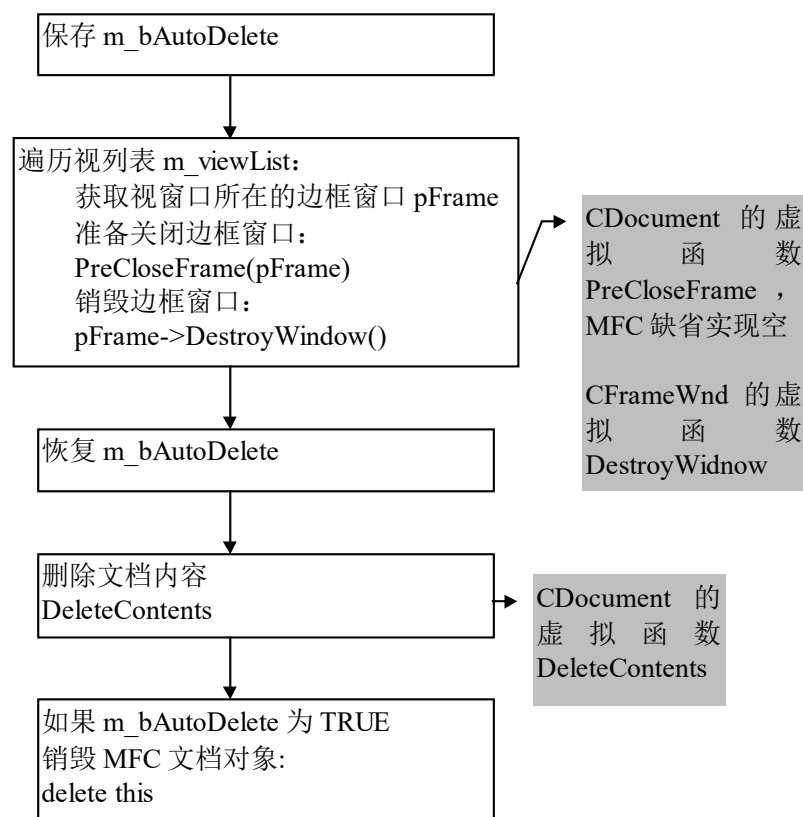 保存 m_bAutoDelete
遍历视列表 m_viewList：
获取视窗口所在的边框窗口 pFrame
准备关闭边框窗口：
PreCloseFrame(pFrame)
销毁边框窗口：
pFrame->DestroyWindow()
CDocument 的虚
拟函数
PreCloseFrame ，
MFC 缺省实现空
CFrameWnd 的虚
拟函数
DestroyWidnow
恢复 m_bAutoDelete
删除文档内容
DeleteContents
CDocument 的
虚拟函数
DeleteContents
如果 m_bAutoDelete 为 TRUE
销毁 MFC 文档对象:
delete this